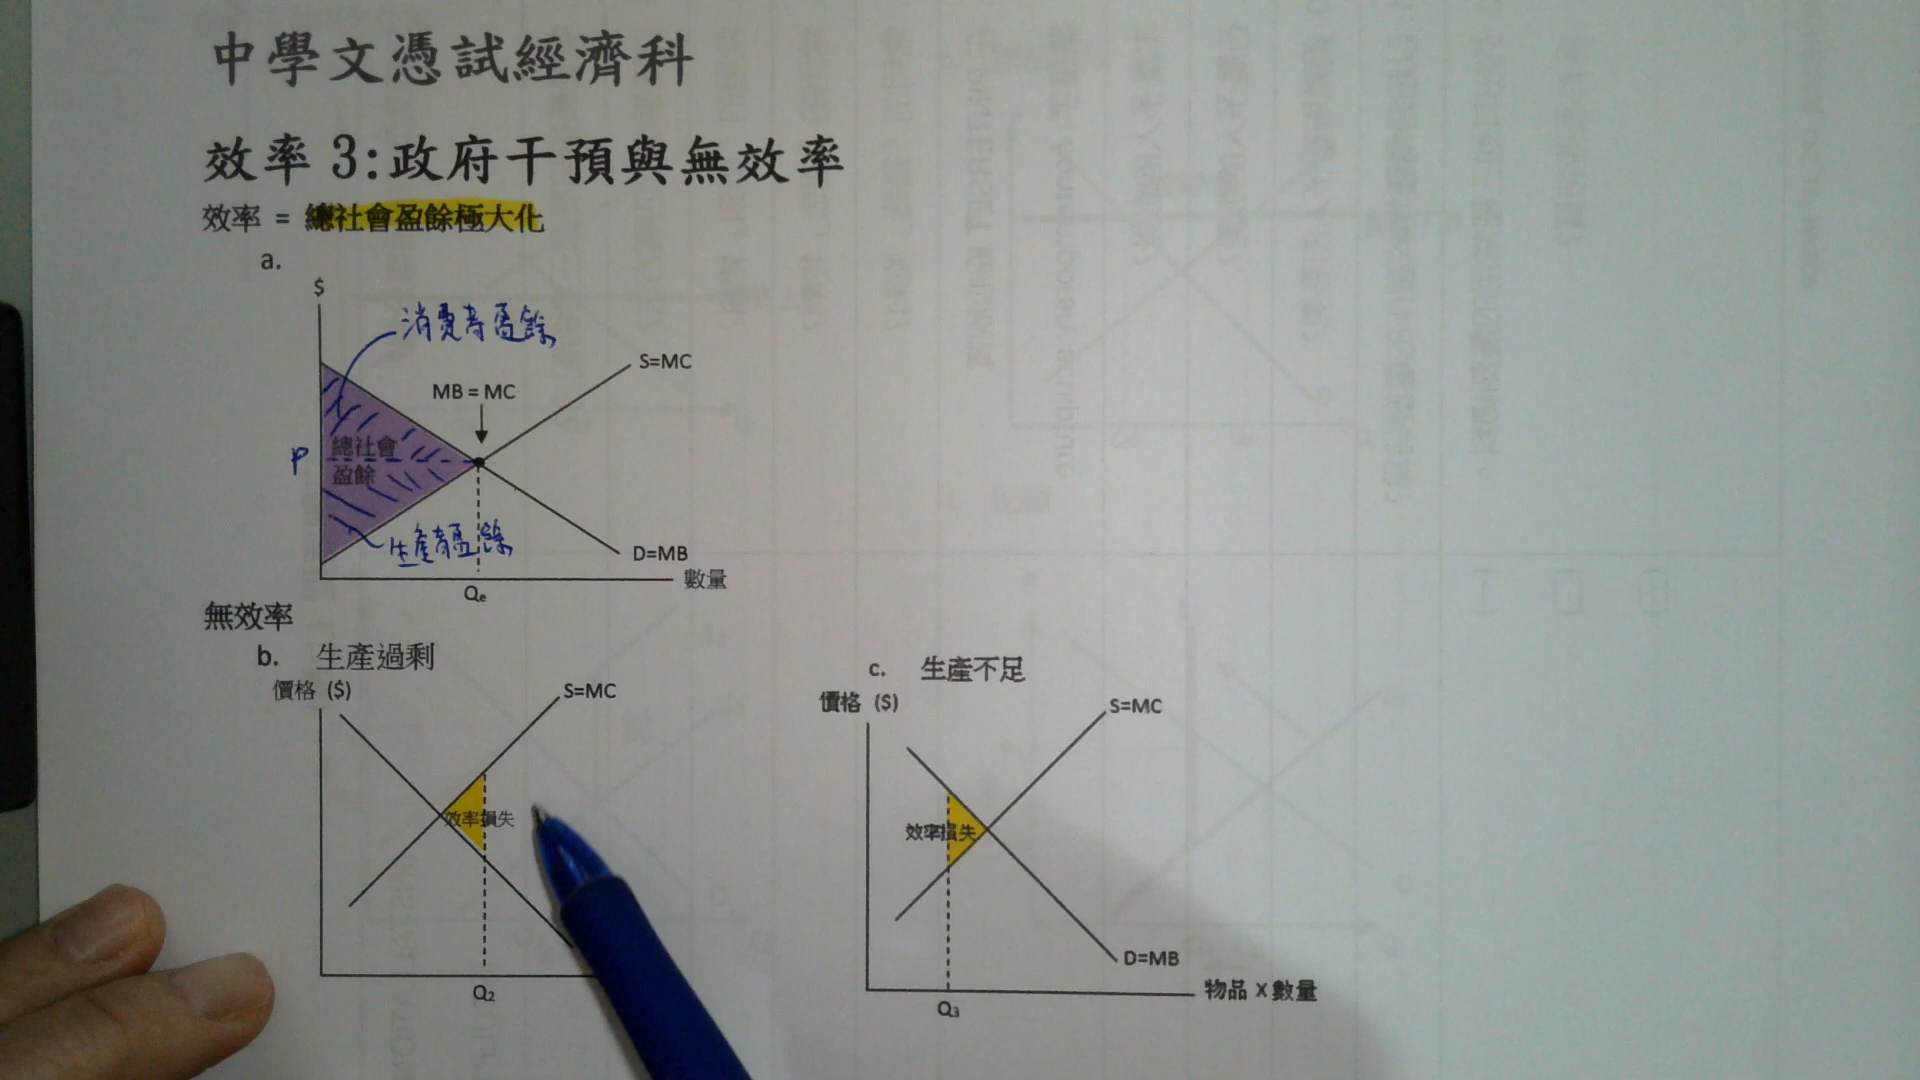 中學文憑試經濟科
效率 3:政府干預與無效率
效率 = 總社會盈餘極大化
a.
$
消費者盈餘
S=MC
MB = MC
P
總社會
盈餘
生產者盈餘
D=MB
數量
Qe
無效率
b. 生產過剩
價格 ($)
S=MC
效率損失
Q2
c. 生產不足
價格 ($)
S=MC
效率損失
D=MB
物品 X 數量
Q3